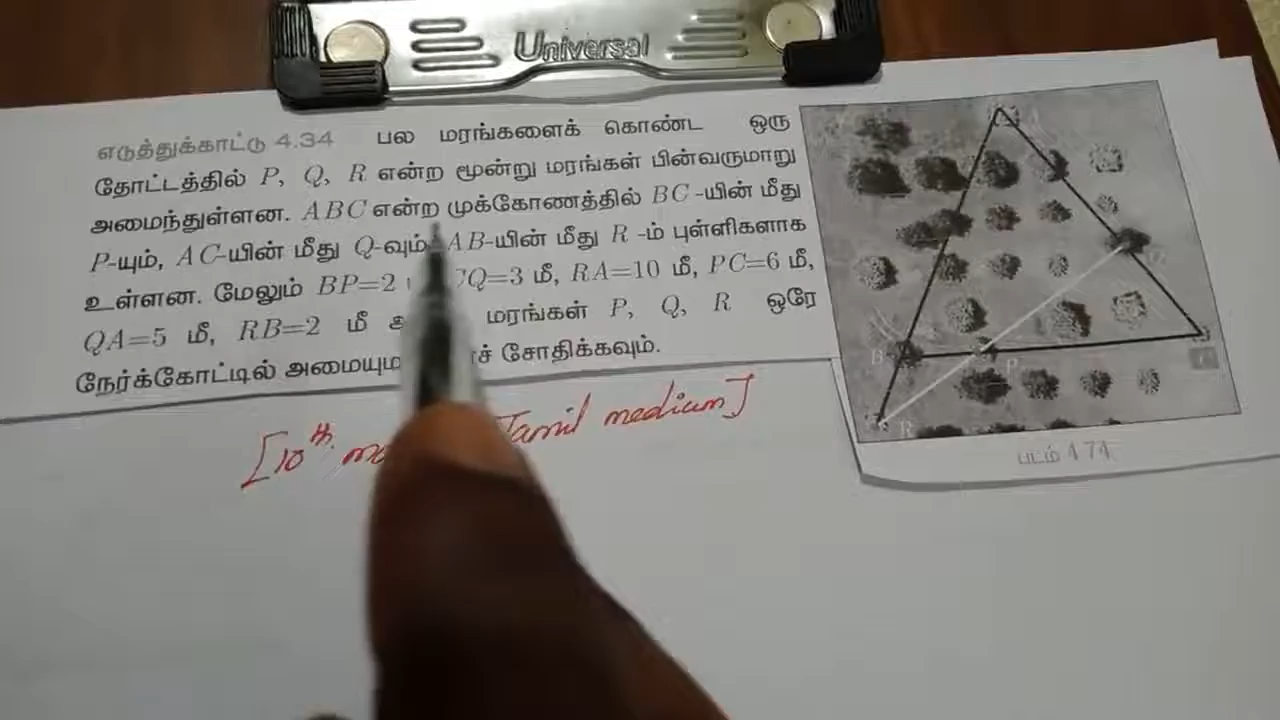 Universal
எடுத்துக்காட்டு 4.34 பல மரங்களைக் கொண்ட ஒரு
தோட்டத்தில் P, Q, R என்ற மூன்று மரங்கள் பின்வருமாறு
அமைந்துள்ளன. ABC என்ற முக்கோணத்தில் BC -யின் மீது
P-யும், AC-யின் மீது Q-வும் AB-யின் மீது R -ம் புள்ளிகளாக
உள்ளன. மேலும் BP=2 CQ=3 மீ, RA=10 மீ, PC=6 மீ,
QA=5 மீ, RB=2 மீ மரங்கள் P, Q, R ஒரே
நேர்க்கோட்டில் அமையுமா சோதிக்கவும்.
[10th Tamil medium]
B
P
R
படம் 4.74